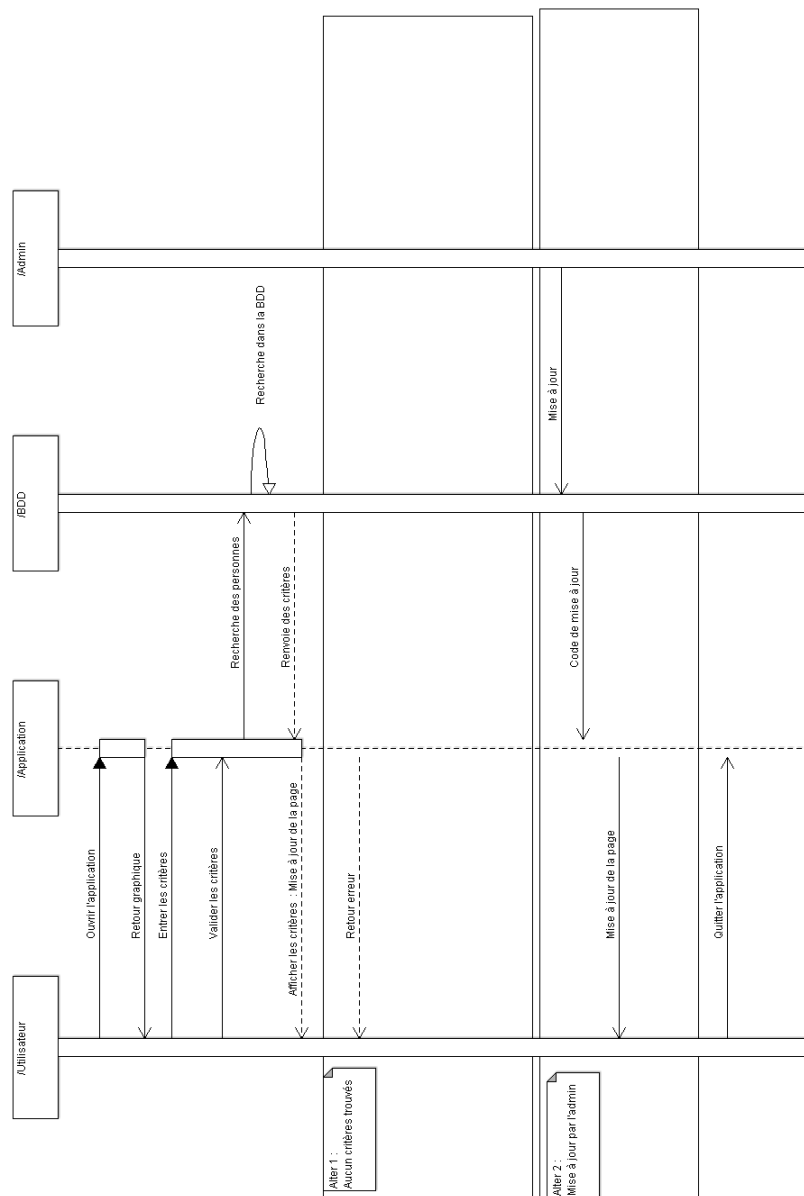 /Utilisateur
/Application
/BDD
/Admin
Ouvrir l'application
Retour graphique
Entrer les critères
Valider les critères
Recherche des personnes
Recherche dans la BDD
Renvoie des critères
Afficher les critères : Mise à jour de la page
Alter 1 :
Aucun critères trouvés
Retour erreur
Alter 2 :
Mise à jour par l'admin
Mise à jour
Code de mise à jour
Mise à jour de la page
Quitter l'application